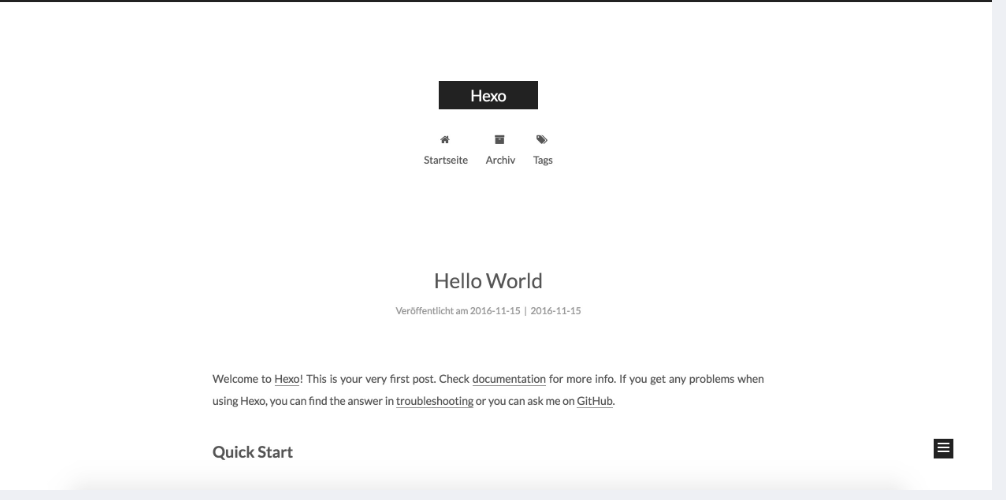 Hexo
Startseite Archiv Tags
Hello World
Veröffentlicht am 2016-11-15 | 2016-11-15
Welcome to Hexo! This is your very first post. Check documentation for more info. If you get any problems when
using Hexo, you can find the answer in troubleshooting or you can ask me on GitHub.
Quick Start